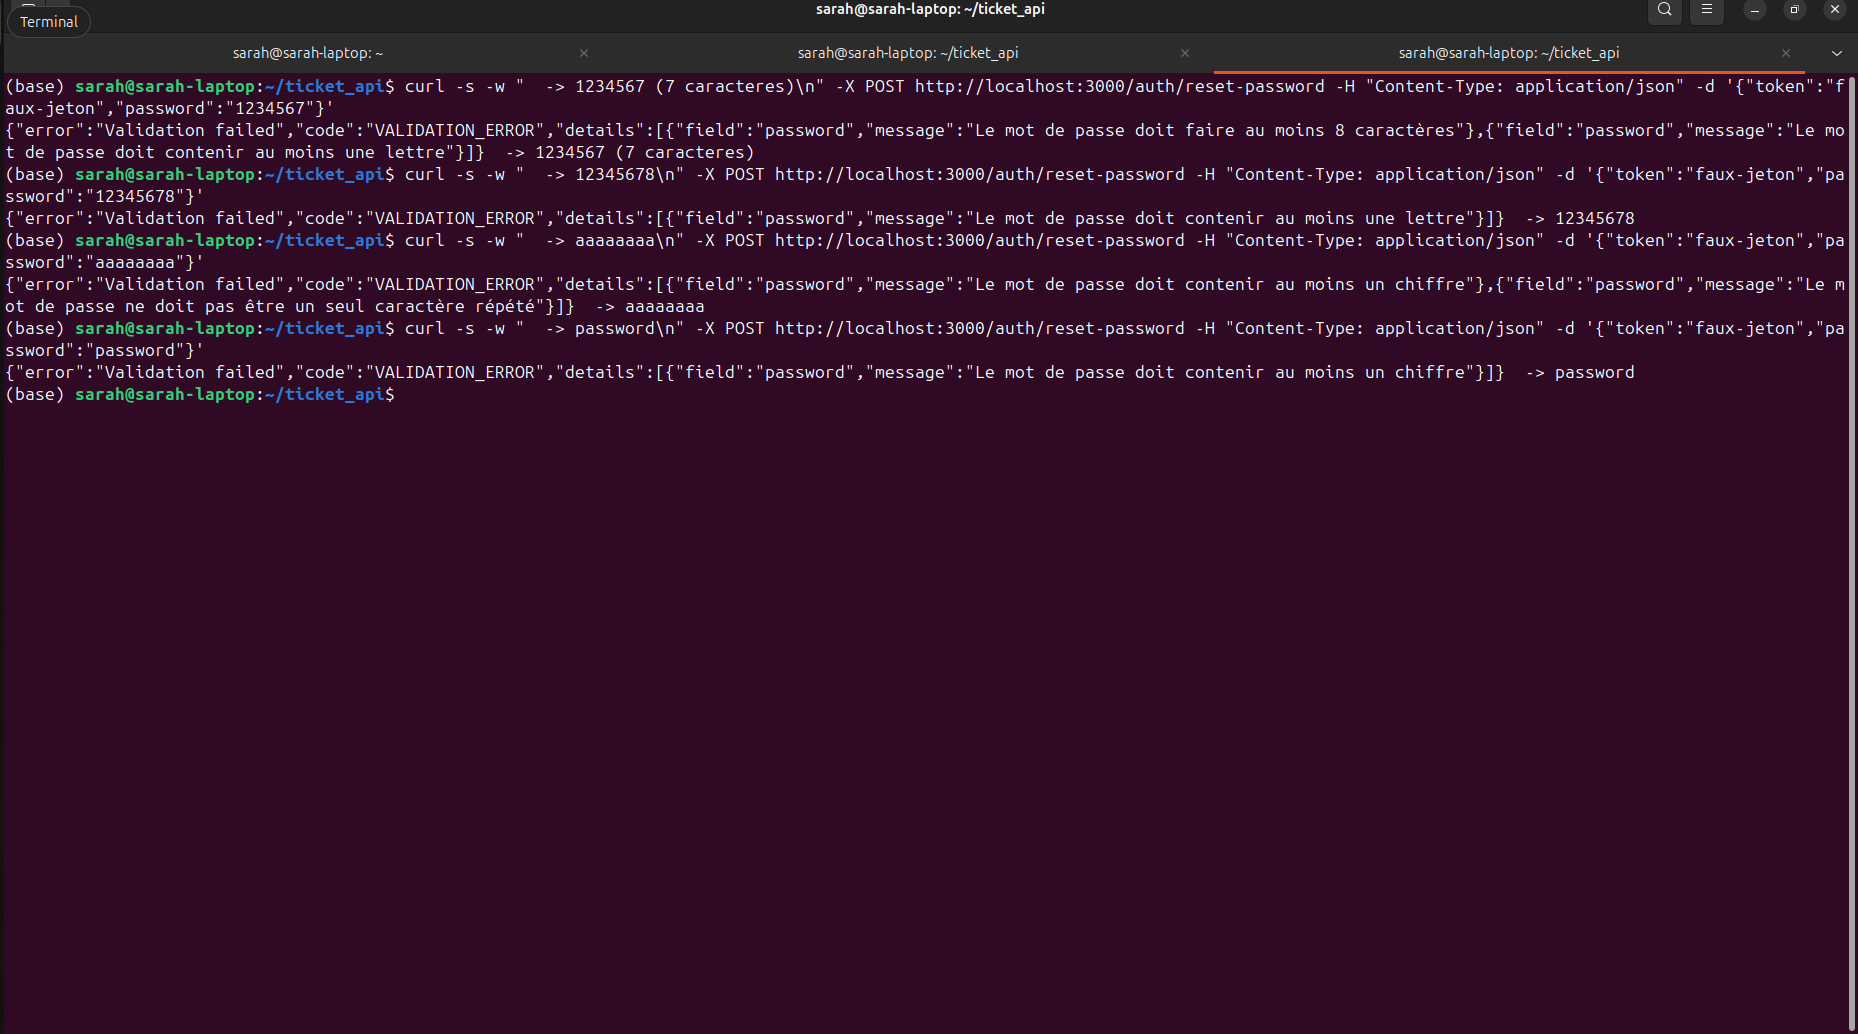 sarah@sarah-laptop: ~/ticket_api
Terminal
sarah@sarah-laptop: ~
sarah@sarah-laptop: ~/ticket_api
sarah@sarah-laptop: ~/ticket_api
(base) sarah@sarah-laptop:~/ticket_api$ curl -s -w "  -> 1234567 (7 caracteres)\n" -X POST http://localhost:3000/auth/reset-password -H "Content-Type: application/json" -d '{"token":"f
aux-jeton","password":"1234567"}'
{"error":"Validation failed","code":"VALIDATION_ERROR","details":[{"field":"password","message":"Le mot de passe doit faire au moins 8 caractères"},{"field":"password","message":"Le mo
t de passe doit contenir au moins une lettre"}]}  -> 1234567 (7 caracteres)
(base) sarah@sarah-laptop:~/ticket_api$ curl -s -w "  -> 12345678\n" -X POST http://localhost:3000/auth/reset-password -H "Content-Type: application/json" -d '{"token":"faux-jeton","pa
ssword":"12345678"}'
{"error":"Validation failed","code":"VALIDATION_ERROR","details":[{"field":"password","message":"Le mot de passe doit contenir au moins une lettre"}]}  -> 12345678
(base) sarah@sarah-laptop:~/ticket_api$ curl -s -w "  -> aaaaaaaa\n" -X POST http://localhost:3000/auth/reset-password -H "Content-Type: application/json" -d '{"token":"faux-jeton","pa
ssword":"aaaaaaaa"}'
{"error":"Validation failed","code":"VALIDATION_ERROR","details":[{"field":"password","message":"Le mot de passe doit contenir au moins un chiffre"},{"field":"password","message":"Le m
ot de passe ne doit pas être un seul caractère répété"}]}  -> aaaaaaaa
(base) sarah@sarah-laptop:~/ticket_api$ curl -s -w "  -> password\n" -X POST http://localhost:3000/auth/reset-password -H "Content-Type: application/json" -d '{"token":"faux-jeton","pa
ssword":"password"}'
{"error":"Validation failed","code":"VALIDATION_ERROR","details":[{"field":"password","message":"Le mot de passe doit contenir au moins un chiffre"}]}  -> password
(base) sarah@sarah-laptop:~/ticket_api$